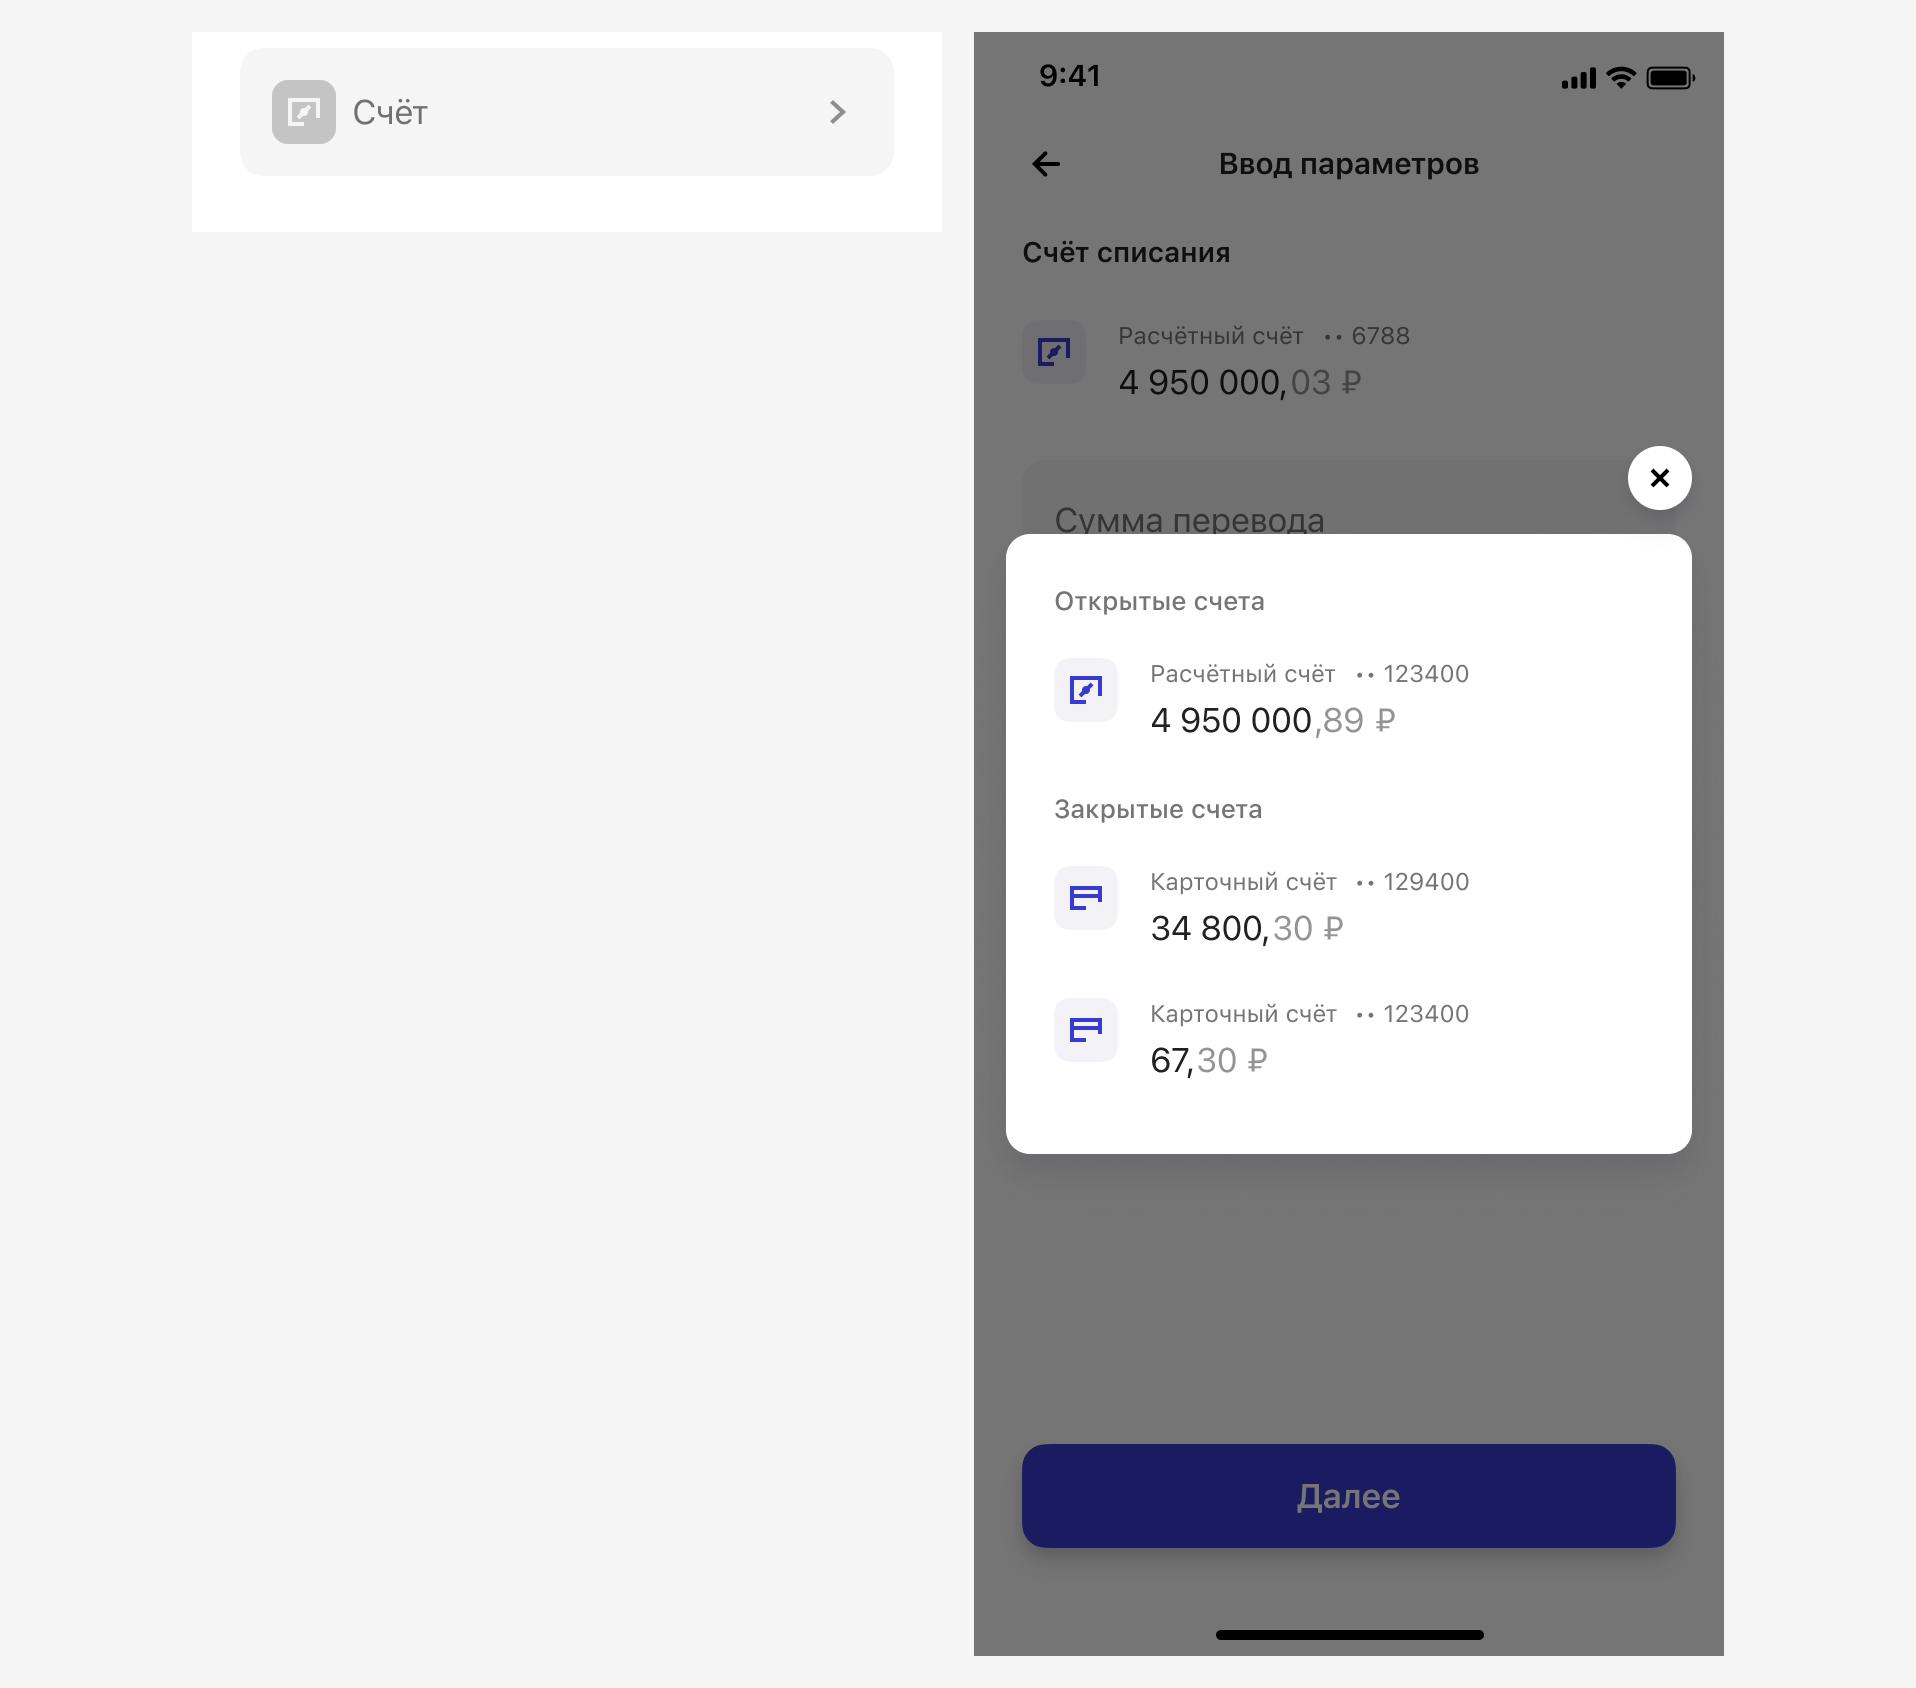 Счёт
9:41
Ввод параметров
Счёт списания
Расчётный счёт •• 6788
4 950 000,03 ₽
Сумма перевода
Открытые счета
Расчётный счёт •• 123400
4 950 000,89 ₽
Закрытые счета
Карточный счёт •• 129400
34 800,30 ₽
Карточный счёт •• 123400
67,30 ₽
Далее